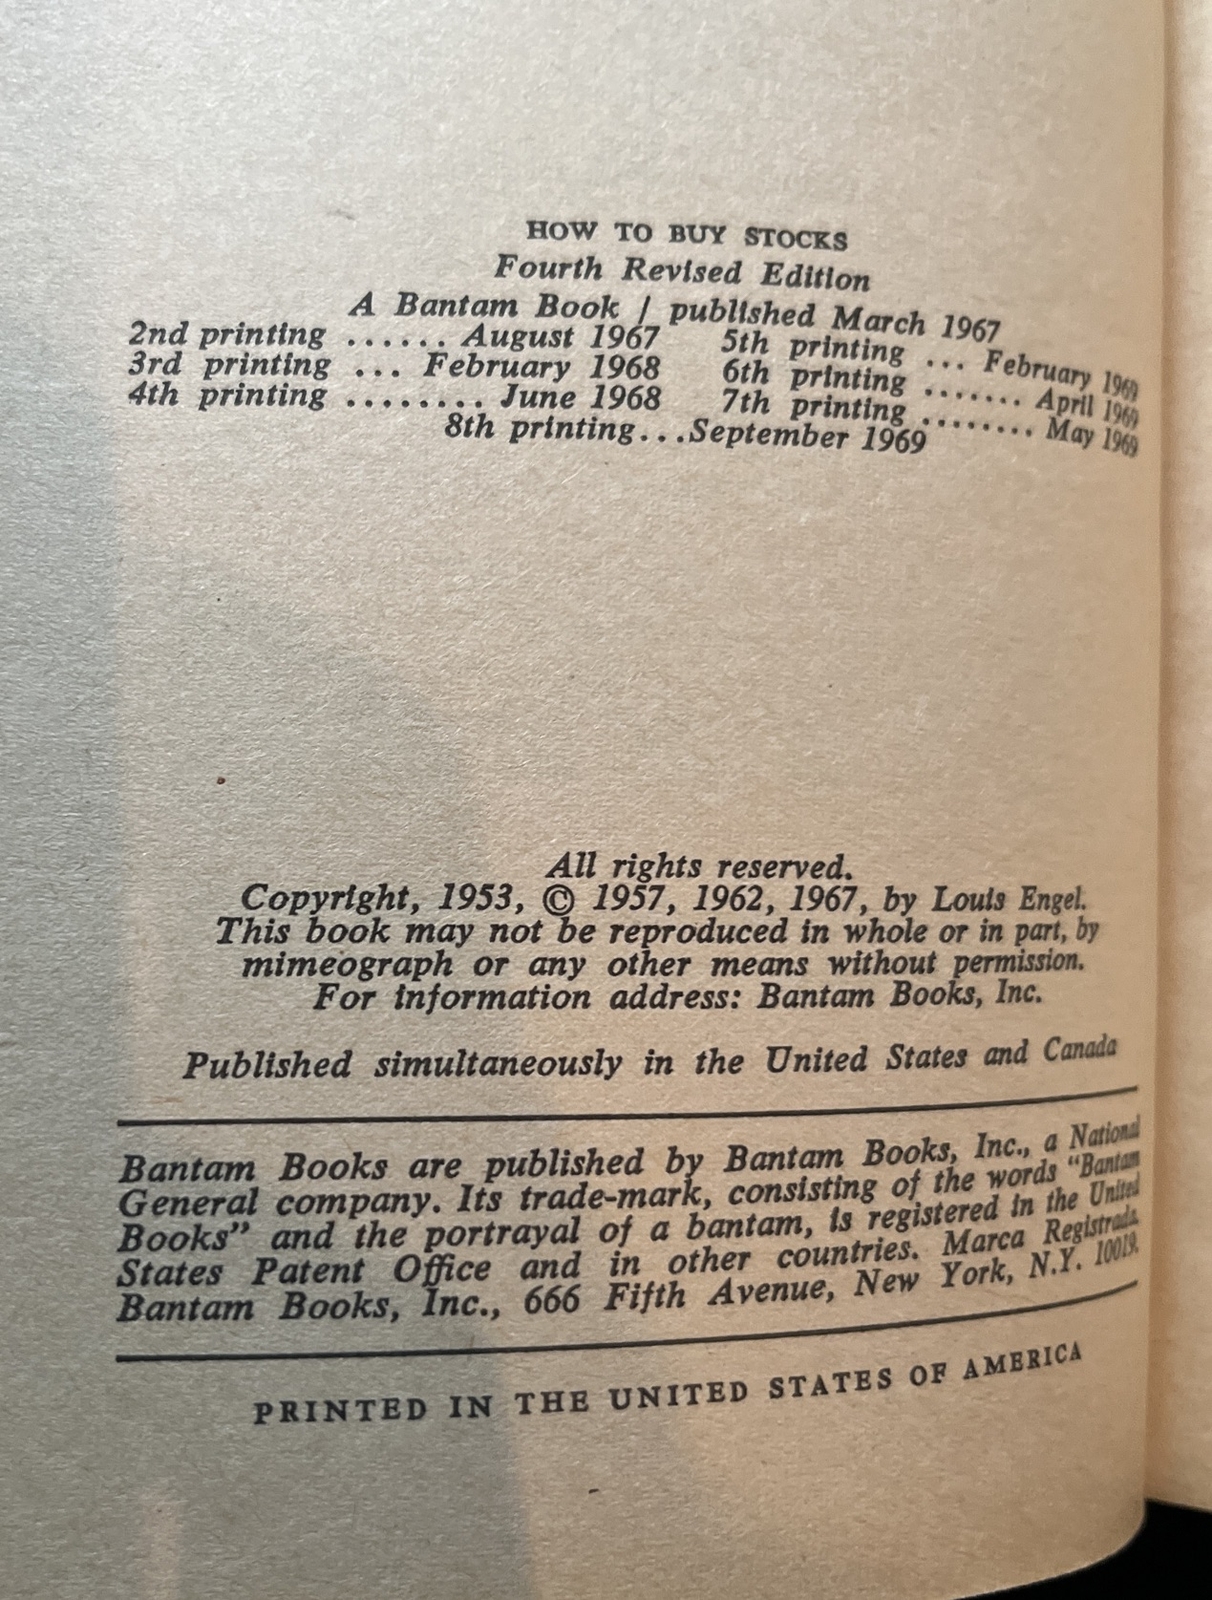 HOW TO BUY STOCKS
Fourth Revised Edition
A Bantam Book / published March 1967
2nd printing ...... August 1967 5th printing ... February 1969
3rd printing ... February 1968 6th printing ....... April 1969
4th printing ........ June 1968 7th printing ........ May 1969
8th printing...September 1969
All rights reserved.
Copyright, 1953, © 1957, 1962, 1967, by Louis Engel.
This book may not be reproduced in whole or in part, by
mimeograph or any other means without permission.
For information address: Bantam Books, Inc.
Published simultaneously in the United States and Canada
Bantam Books are published by Bantam Books, Inc., a National
General company. Its trade-mark, consisting of the words “Bantam
Books” and the portrayal of a bantam, is registered in the United
States Patent Office and in other countries. Marca Registrada.
Bantam Books, Inc., 666 Fifth Avenue, New York, N.Y. 10019.
PRINTED IN THE UNITED STATES OF AMERICA